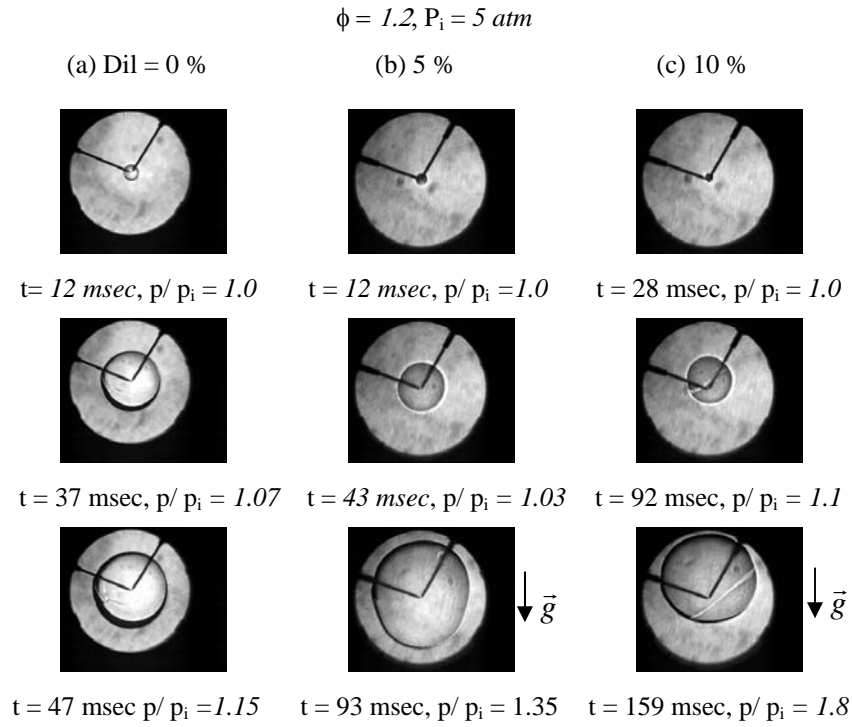 ϕ = 1.2, Pi = 5 atm
(a) Dil = 0 % (b) 5 % (c) 10 %
t= 12 msec, p/ pi = 1.0 t = 12 msec, p/ pi =1.0 t = 28 msec, p/ pi = 1.0
t = 37 msec, p/ pi = 1.07 t = 43 msec, p/ pi = 1.03 t = 92 msec, p/ pi = 1.1
g⃗ g⃗
t = 47 msec p/ pi =1.15 t = 93 msec, p/ pi = 1.35 t = 159 msec, p/ pi = 1.8